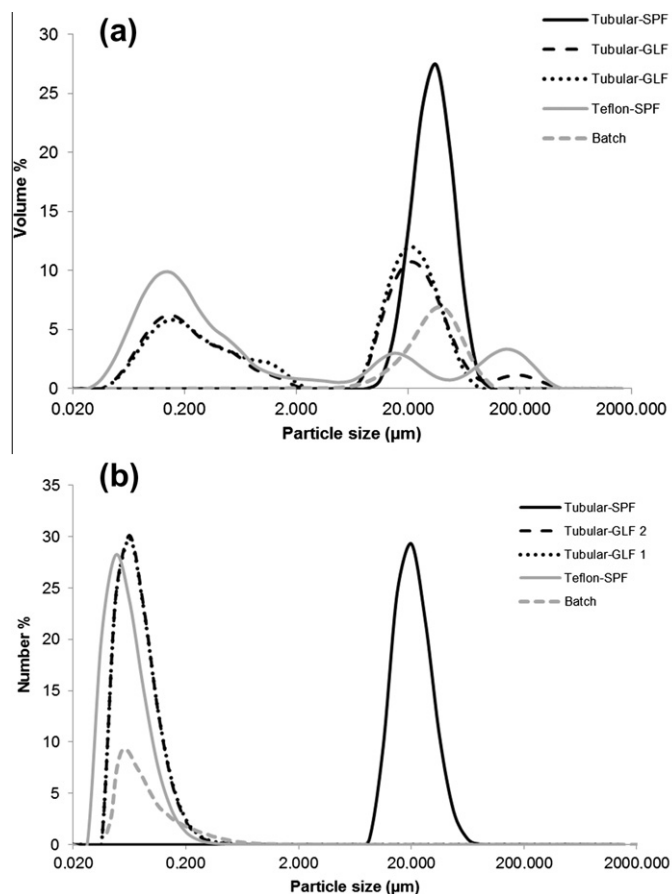 (a)
Tubular-SPF
Tubular-GLF
Tubular-GLF
Teflon-SPF
Batch
Volume %
30
25
20
15
10
5
0
0.020 0.200 2.000 20.000 200.000 2000.000
Particle size (µm)
(b)
Tubular-SPF
Tubular-GLF 2
Tubular-GLF 1
Teflon-SPF
Batch
Number %
35
30
25
20
15
10
5
0
0.020 0.200 2.000 20.000 200.000 2000.000
Particle size (µm)